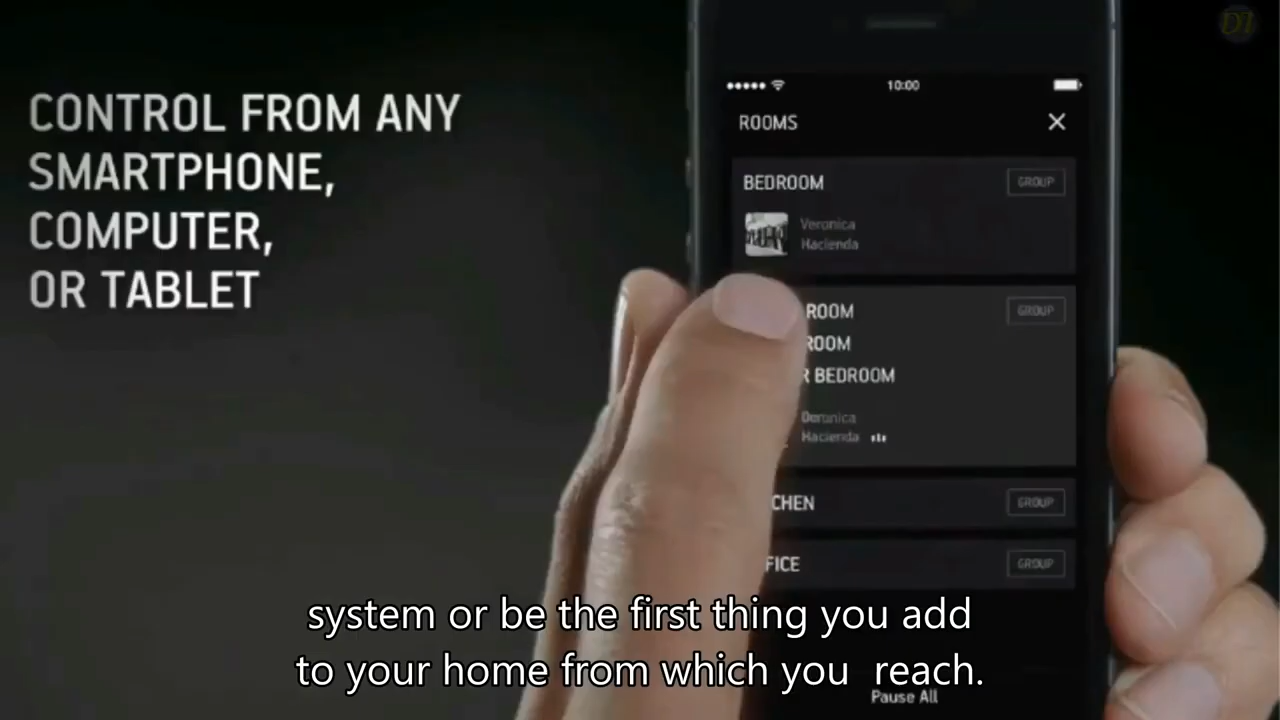 DI
CONTROL FROM ANY
SMARTPHONE,
COMPUTER,
OR TABLET
10:00
ROOMS
BEDROOM
GROUP
Veronica
Hacienda
ROOM
GROUP
ROOM
R BEDROOM
Veronica
Hacienda
CHEN
GROUP
FICE
GROUP
system or be the first thing you add
to your home from which you reach.
Pause All